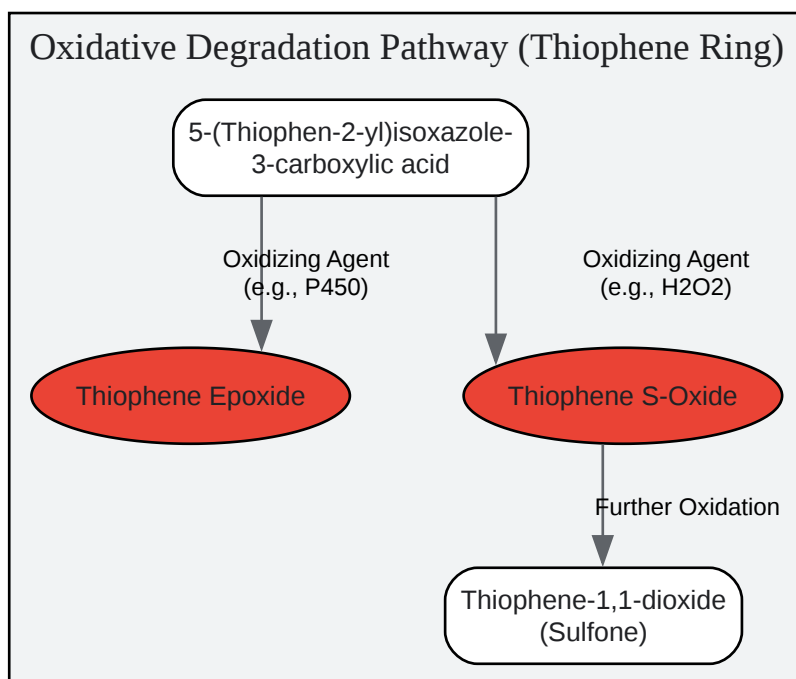 Oxidative Degradation Pathway (Thiophene Ring)
5-(Thiophen-2-yl)isoxazole-
3-carboxylic acid
Oxidizing Agent
(e.g., P450)
Oxidizing Agent
(e.g., H2O2)
Thiophene Epoxide
Thiophene S-Oxide
Further Oxidation
Thiophene-1,1-dioxide
(Sulfone)